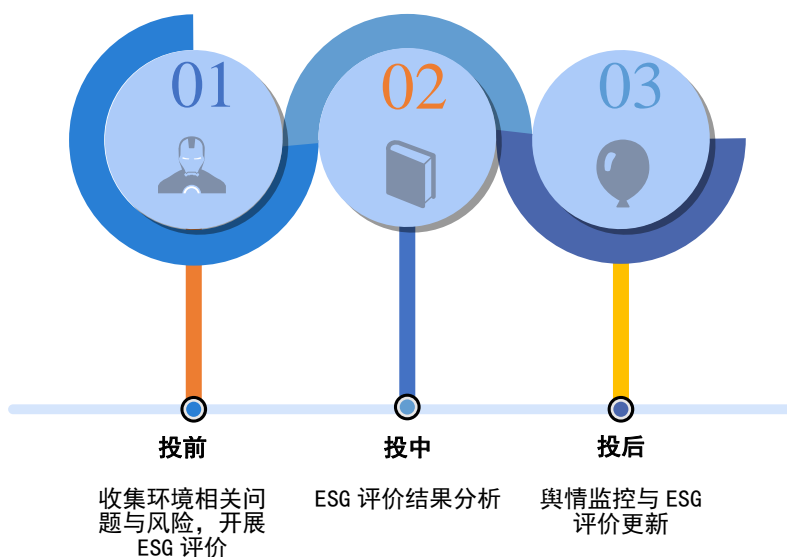 01
02
03
投前
投中
投后
收集环境相关问
题与风险，开展
ESG 评价
ESG 评价结果分析
舆情监控与 ESG
评价更新